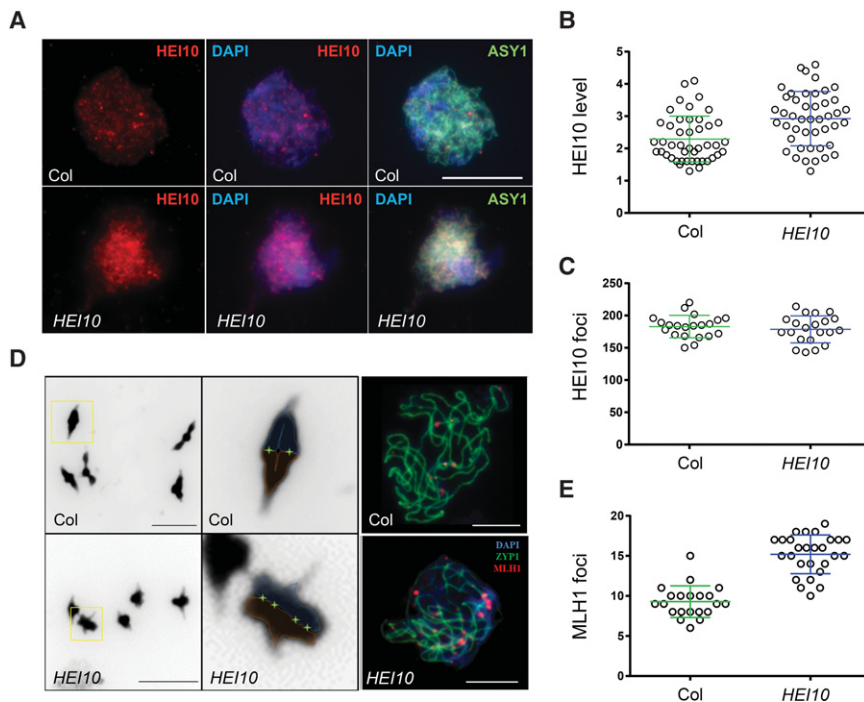 A
HEI10
DAPI HEI10
DAPI ASY1
Col
Col
Col
HEI10
DAPI HEI10
DAPI ASY1
HEI10
HEI10
HEI10
B
HEI10 level
5
4
3
2
1
0
Col HEI10
C
HEI10 foci
250
200
150
100
50
0
Col HEI10
D
Col
Col
Col
HEI10
HEI10
DAPI
ZYP1
MLH1
HEI10
E
MLH1 foci
20
15
10
5
0
Col HEI10